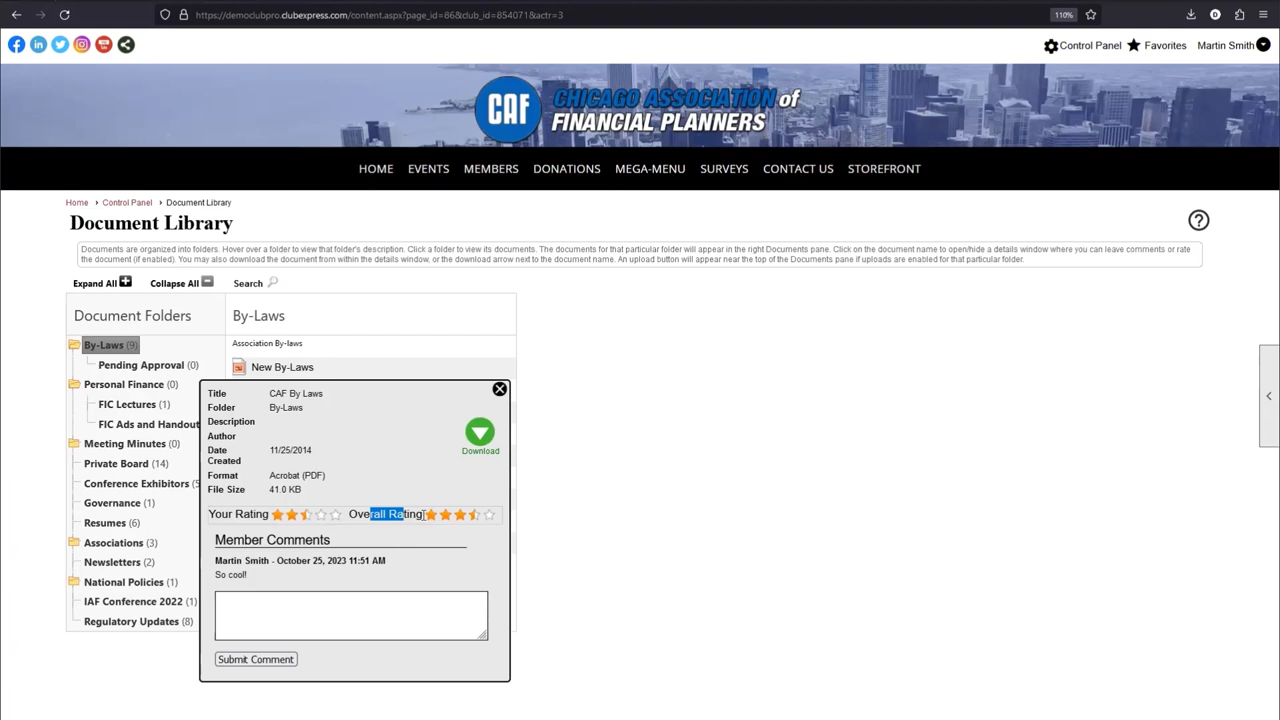 https://democlubpro.clubexpress.com/content.aspx?page_id=86&club_id=854071&actr=3
110%
D
Control Panel
Favorites
Martin Smith
CAF
CHICAGO ASSOCIATION of
FINANCIAL PLANNERS
HOME EVENTS MEMBERS DONATIONS MEGA-MENU SURVEYS CONTACT US STOREFRONT
Home › Control Panel › Document Library
Document Library
Documents are organized into folders. Hover over a folder to view that folder's description. Click a folder to view its documents. The documents for that particular folder will appear in the right Documents pane. Click on the document name to open/hide a details window where you can leave comments or rate
the document (if enabled). You may also download the document from within the details window, or the download arrow next to the document name. An upload button will appear near the top of the Documents pane if uploads are enabled for that particular folder.
Expand All Collapse All Search
Document Folders
By-Laws (9)
Pending Approval (0)
Personal Finance (0)
FIC Lectures (1)
FIC Ads and Handout
Meeting Minutes (0)
Private Board (14)
Conference Exhibitors (5
Governance (1)
Resumes (6)
Associations (3)
Newsletters (2)
National Policies (1)
IAF Conference 2022 (1)
Regulatory Updates (8)
By-Laws
Association By-laws
New By-Laws
Title CAF By Laws
Folder By-Laws
Description
Author
Date Created 11/25/2014
Format Acrobat (PDF)
File Size 41.0 KB
Download
Your Rating Overall Rating
Member Comments
Martin Smith - October 25, 2023 11:51 AM
So cool!
Submit Comment